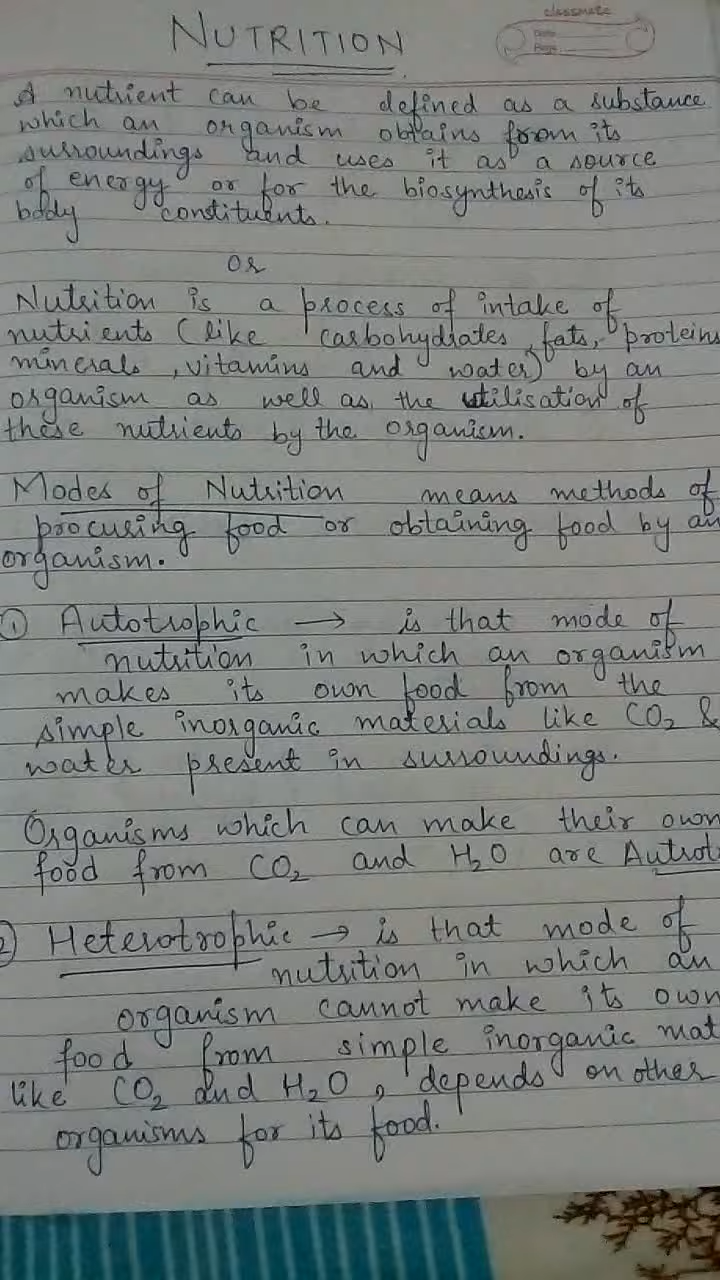 classmate
Date
Page
NUTRITION
A nutrient can be defined as a substance
which an organism obtains from its
surroundings and uses it as a source
of energy or for the biosynthesis of its
body constituents.
or
Nutrition is a process of intake of
nutrients (like carbohydrates, fats, proteins
minerals, vitamins and water) by an
organism as well as the utilisation of
these nutrients by the organism.
Modes of Nutrition means methods of
procuring food or obtaining food by an
organism.
1 Autotrophic → is that mode of
nutrition in which an organism
makes its own food from the
simple inorganic materials like CO2 &
water present in surroundings.
Organisms which can make their own
food from CO2 and H2O are Autrot
2 Heterotrophic → is that mode of
nutrition in which an
organism cannot make its own
food from simple inorganic mat
like CO2 and H2O, depends on other
organisms for its food.